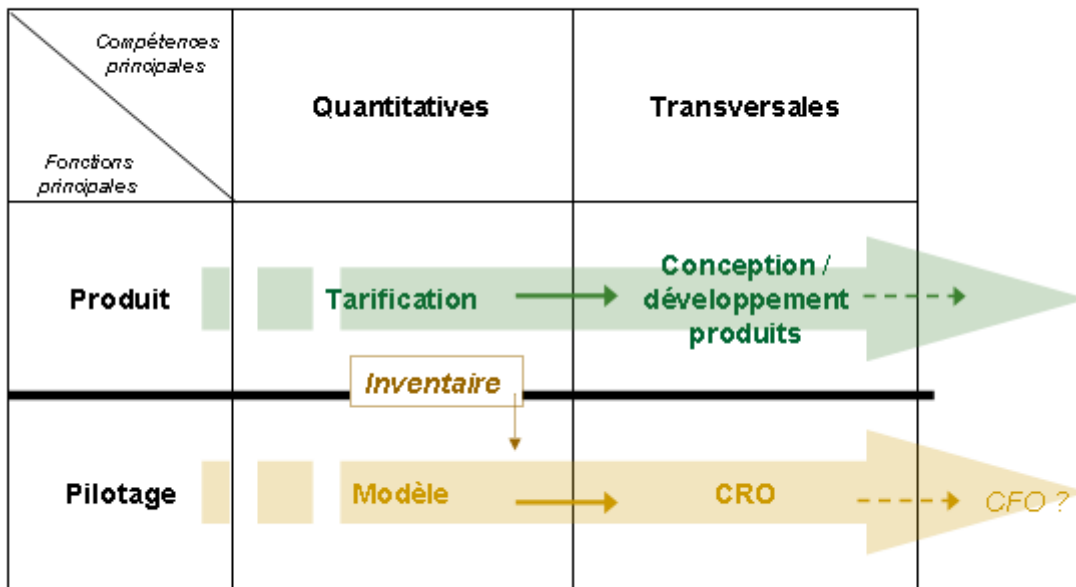 Compétences
principales
Fonctions
principales
Quantitatives
Transversales
Produit
Tarification
Conception /
développement
produits
Inventaire
Pilotage
Modèle
CRO
CFO ?